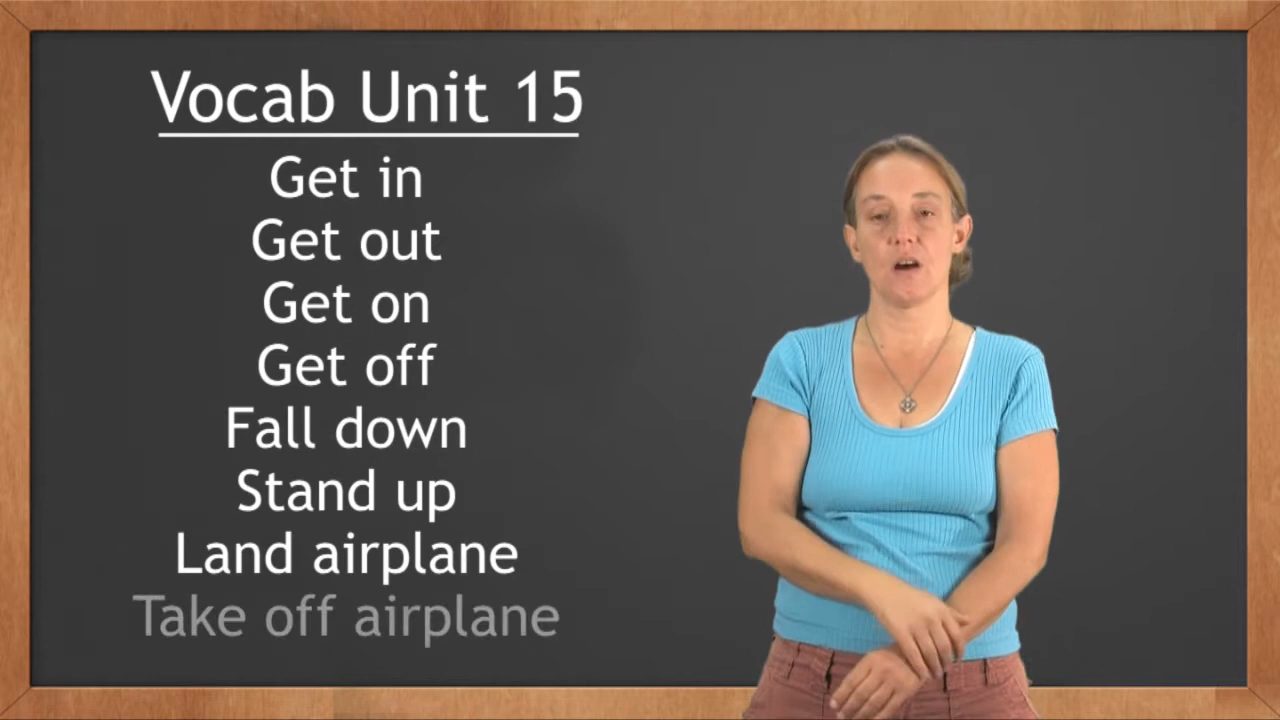 Vocab Unit 15
Get in
Get out
Get on
Get off
Fall down
Stand up
Land airplane
Take off airplane